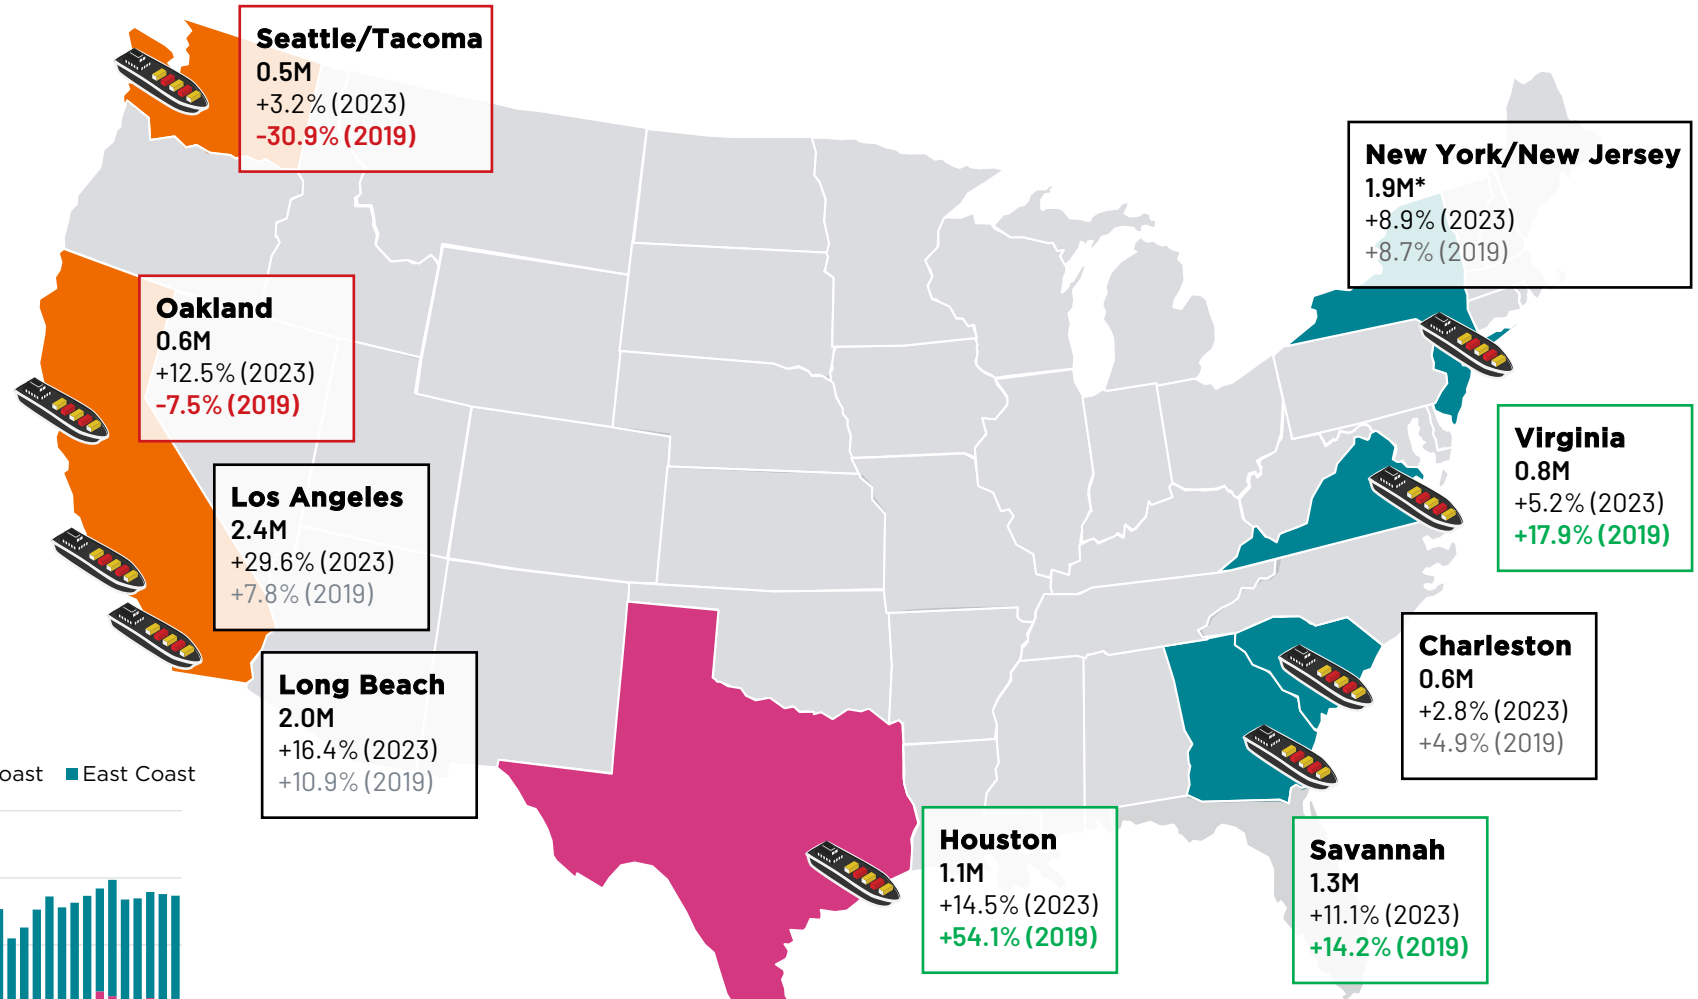 Seattle/Tacoma
0.5M
+3.2% (2023)
-30.9% (2019)
New York/New Jersey
1.9M*
+8.9% (2023)
+8.7% (2019)
Oakland
0.6M
+12.5% (2023)
-7.5% (2019)
Virginia
0.8M
+5.2% (2023)
+17.9% (2019)
Los Angeles
2.4M
+29.6% (2023)
+7.8% (2019)
Charleston
0.6M
+2.8% (2023)
+4.9% (2019)
Long Beach
2.0M
+16.4% (2023)
+10.9% (2019)
oast East Coast
Houston
1.1M
+14.5% (2023)
+54.1% (2019)
Savannah
1.3M
+11.1% (2023)
+14.2% (2019)